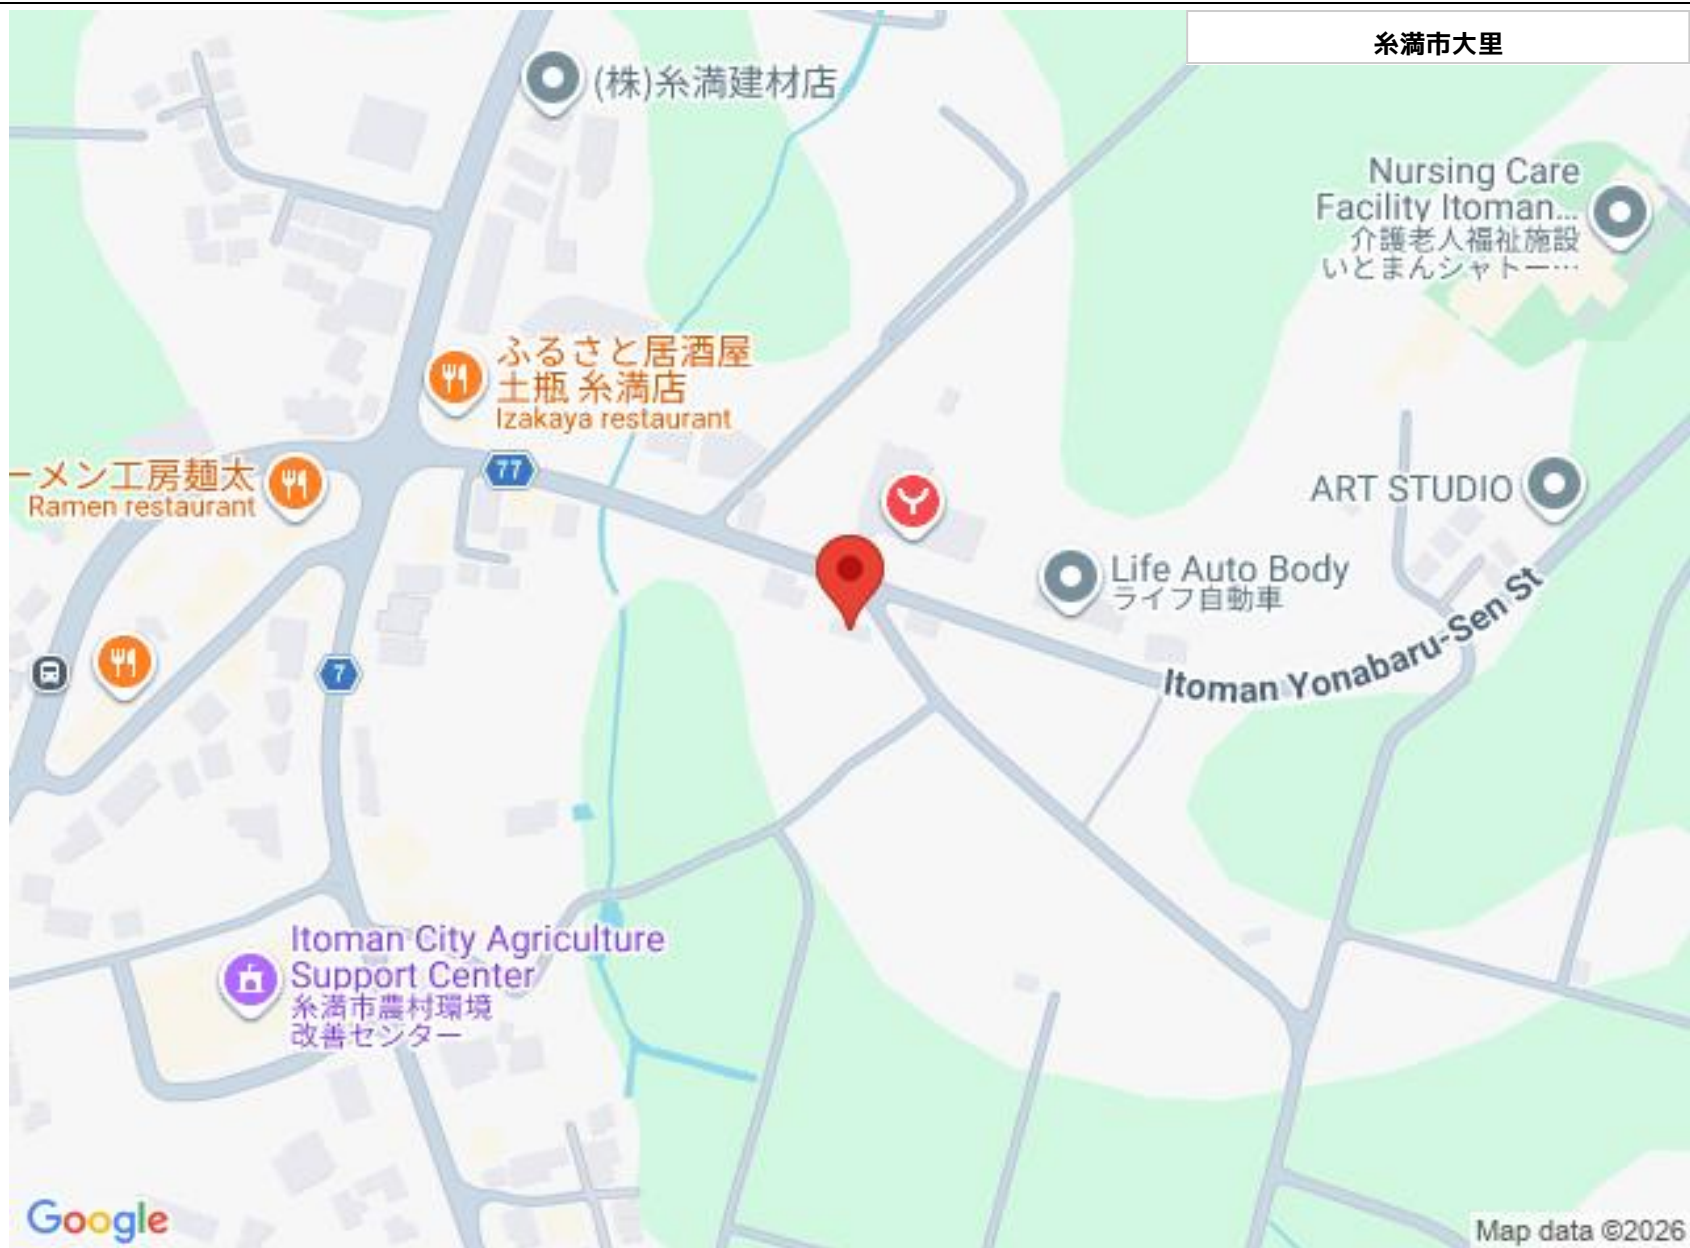 糸満市大里
(株)糸満建材店
Nursing Care
Facility Itoman...
介護老人福祉施設
いとまんシャトー…
ふるさと居酒屋
土瓶 糸満店
Izakaya restaurant
77
ーメン工房麺太
Ramen restaurant
ART STUDIO
Life Auto Body
ライフ自動車
Itoman Yonabaru-Sen St
7
Itoman City Agriculture
Support Center
糸満市農村環境
改善センター
Google
Map data ©2026